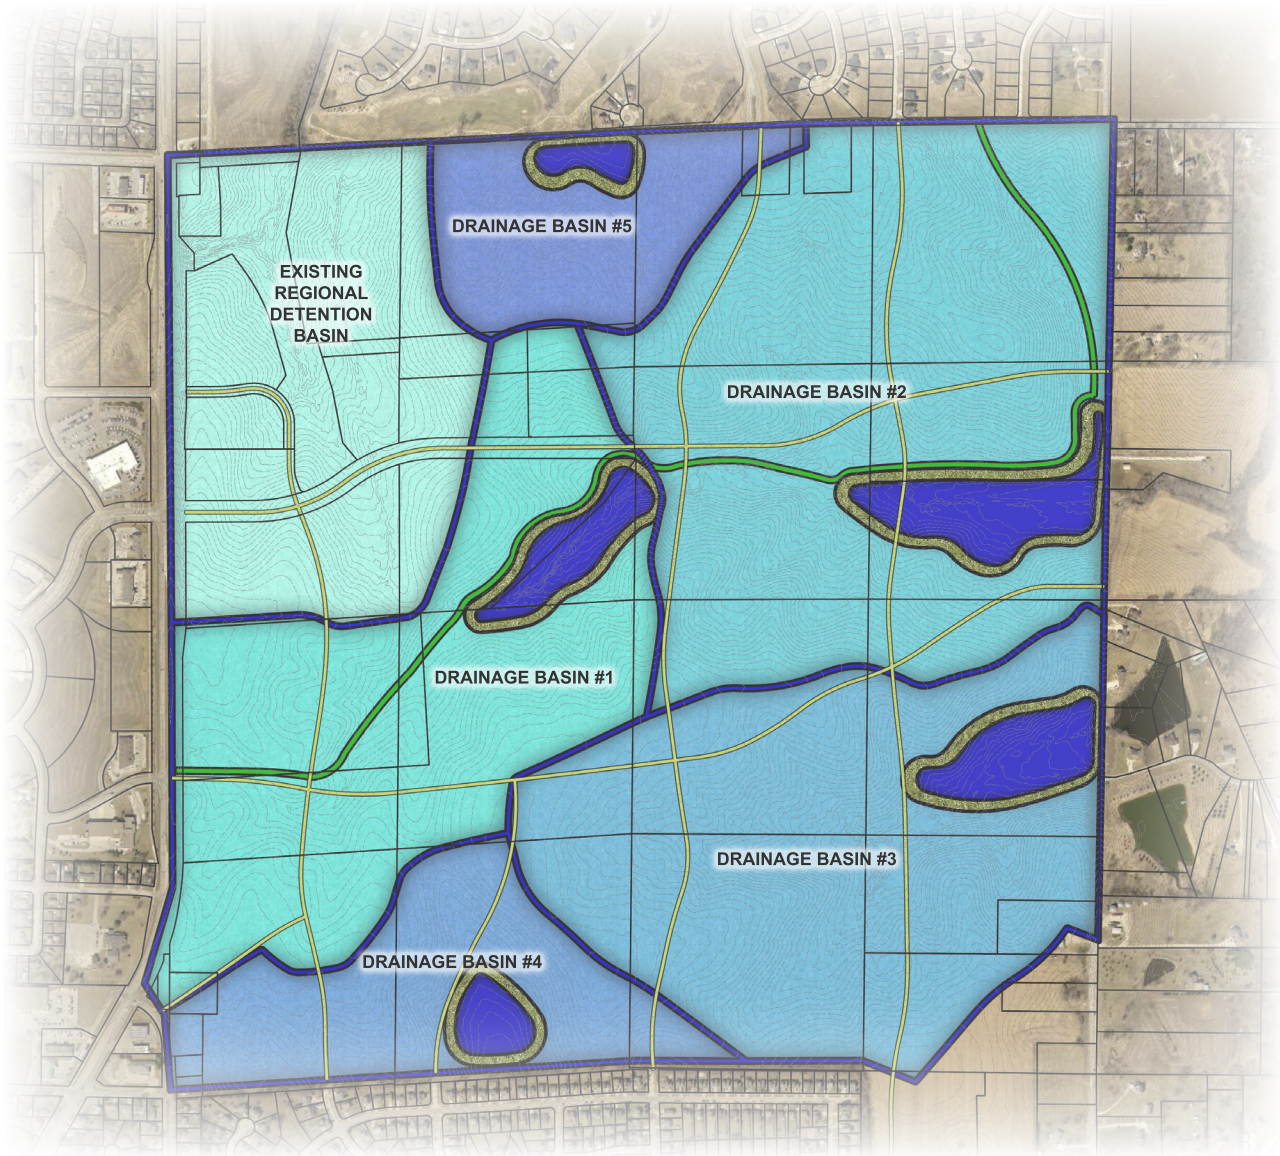 DRAINAGE BASIN #5
EXISTING
REGIONAL
DETENTION
BASIN
DRAINAGE BASIN #2
DRAINAGE BASIN #1
DRAINAGE BASIN #3
DRAINAGE BASIN #4